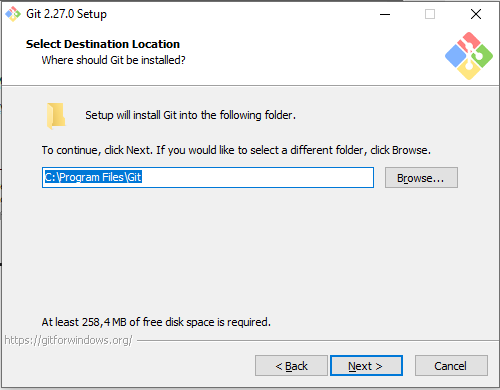 Git 2.27.0 Setup
Select Destination Location
Where should Git be installed?
Setup will install Git into the following folder.
To continue, click Next. If you would like to select a different folder, click Browse.
C:\Program Files\Git
Browse...
At least 258,4 MB of free disk space is required.
https://gitforwindows.org/
< Back
Next >
Cancel